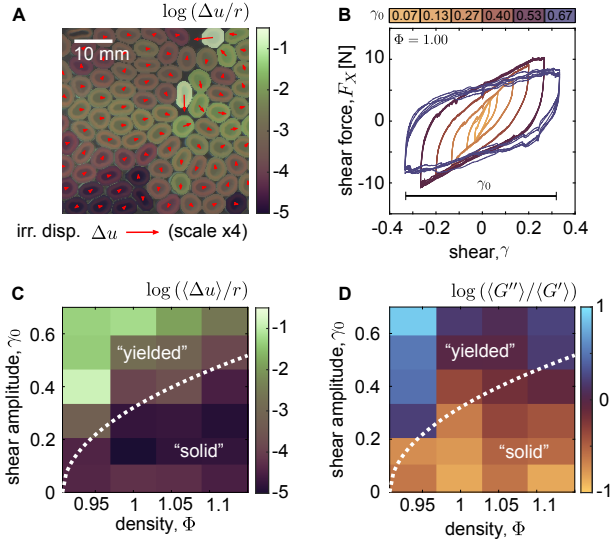 A
log (Δu/r)
10 mm
-1
-2
-3
-4
-5
irr. disp. Δu → (scale x4)
B
γ0
0.07 0.13 0.27 0.40 0.53 0.67
Φ = 1.00
shear force, F_X [N]
10
0
-10
γ0
-0.4 -0.2 0 0.2 0.4
shear, γ
C
log (⟨Δu⟩/r)
shear amplitude, γ0
0.6
0.4
0.2
0
"yielded"
"solid"
0.95 1 1.05 1.1
density, Φ
-1
-2
-3
-4
-5
D
log (⟨G''⟩/⟨G'⟩)
shear amplitude, γ0
0.6
0.4
0.2
0
"yielded"
"solid"
0.95 1 1.05 1.1
density, Φ
1
0
-1